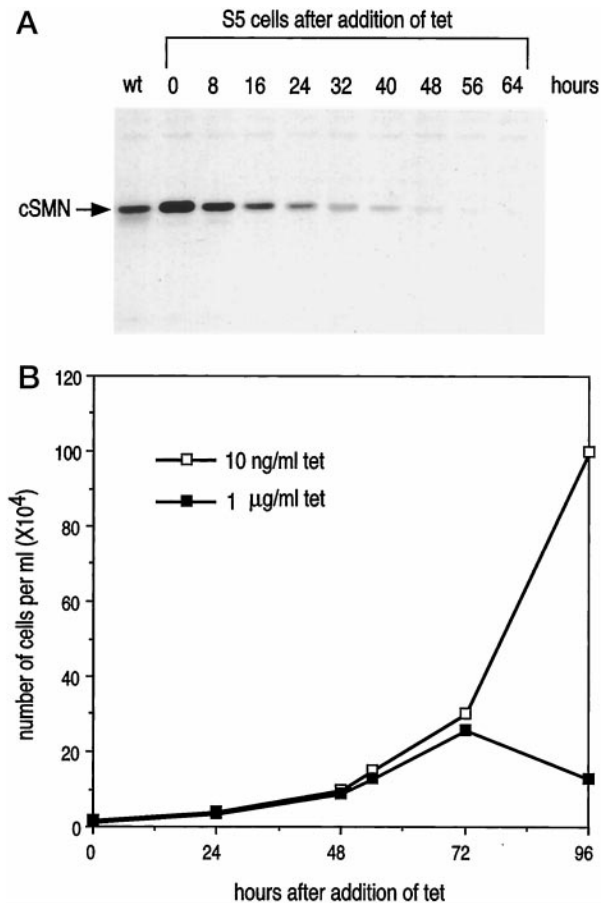 A
S5 cells after addition of tet
wt 0 8 16 24 32 40 48 56 64 hours
cSMN
B
120
100
80
60
40
20
0
number of cells per ml (X10⁴)
10 ng/ml tet
1 μg/ml tet
0 24 48 72 96
hours after addition of tet